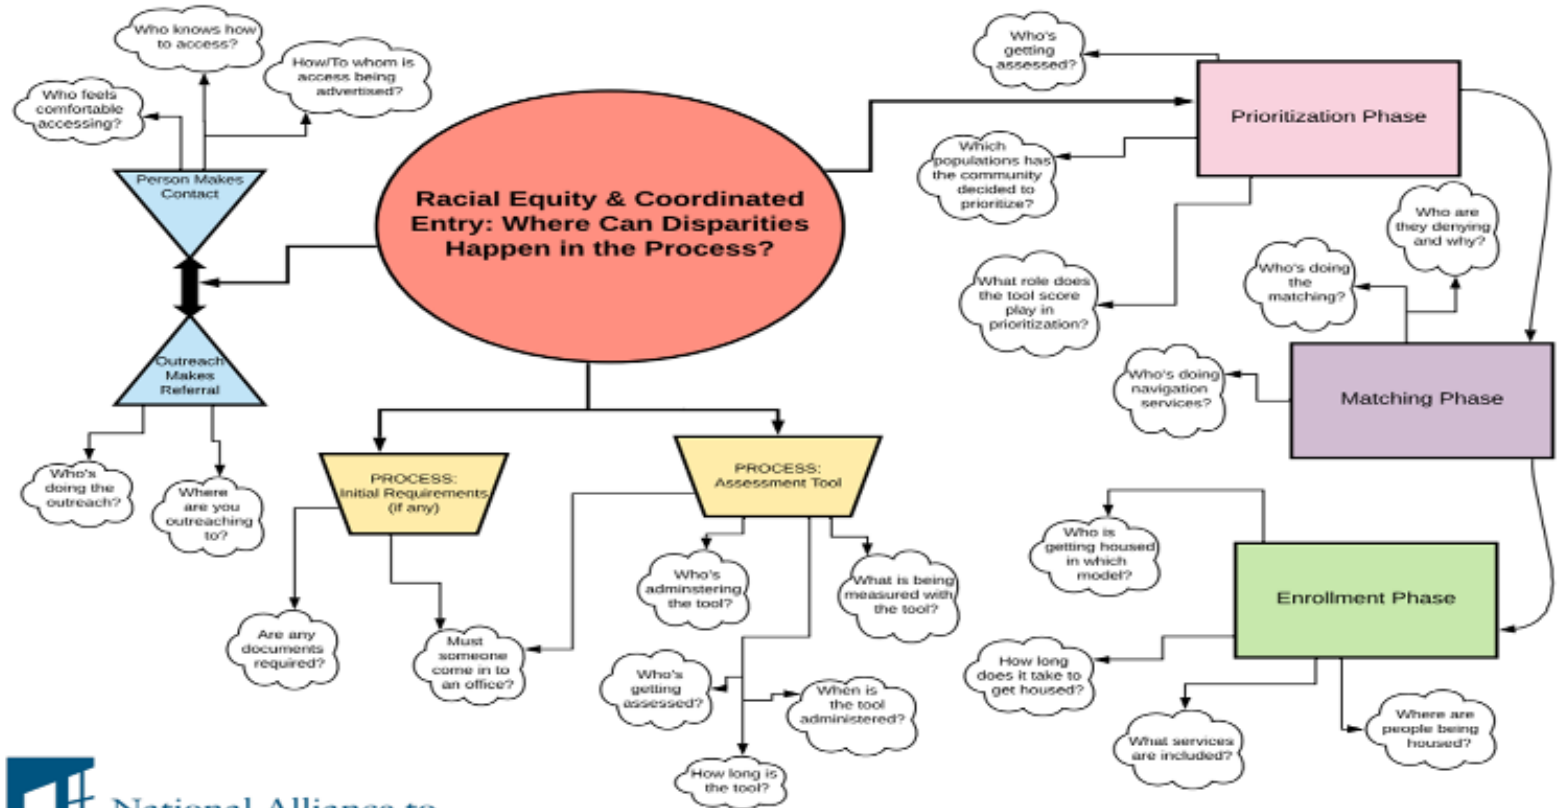 Who knows how
to access?
How/To whom is
access being
advertised?
Who feels
comfortable
accessing?
Person Makes
Contact
Outreach
Makes
Referral
Who's
doing the
outreach?
Where
are you
outreaching
to?
Racial Equity & Coordinated
Entry: Where Can Disparities
Happen in the Process?
PROCESS:
Initial Requirements
(if any)
Are any
documents
required?
Must
someone
come in to
an office?
PROCESS:
Assessment Tool
Who's
adminstering
the tool?
What is being
measured with
the tool?
Who's
getting
assessed?
When is
the tool
administered?
How long is
the tool?
Prioritization Phase
Who's
getting
assessed?
Which
populations has
the community
decided to
prioritize?
What role does
the tool score
play in
prioritization?
Matching Phase
Who are
they denying
and why?
Who's doing
the
matching?
Who's doing
navigation
services?
Enrollment Phase
Who is
getting housed
in which
model?
How long
does it take to
get housed?
What services
are included?
Where are
people being
housed?
National Alliance to